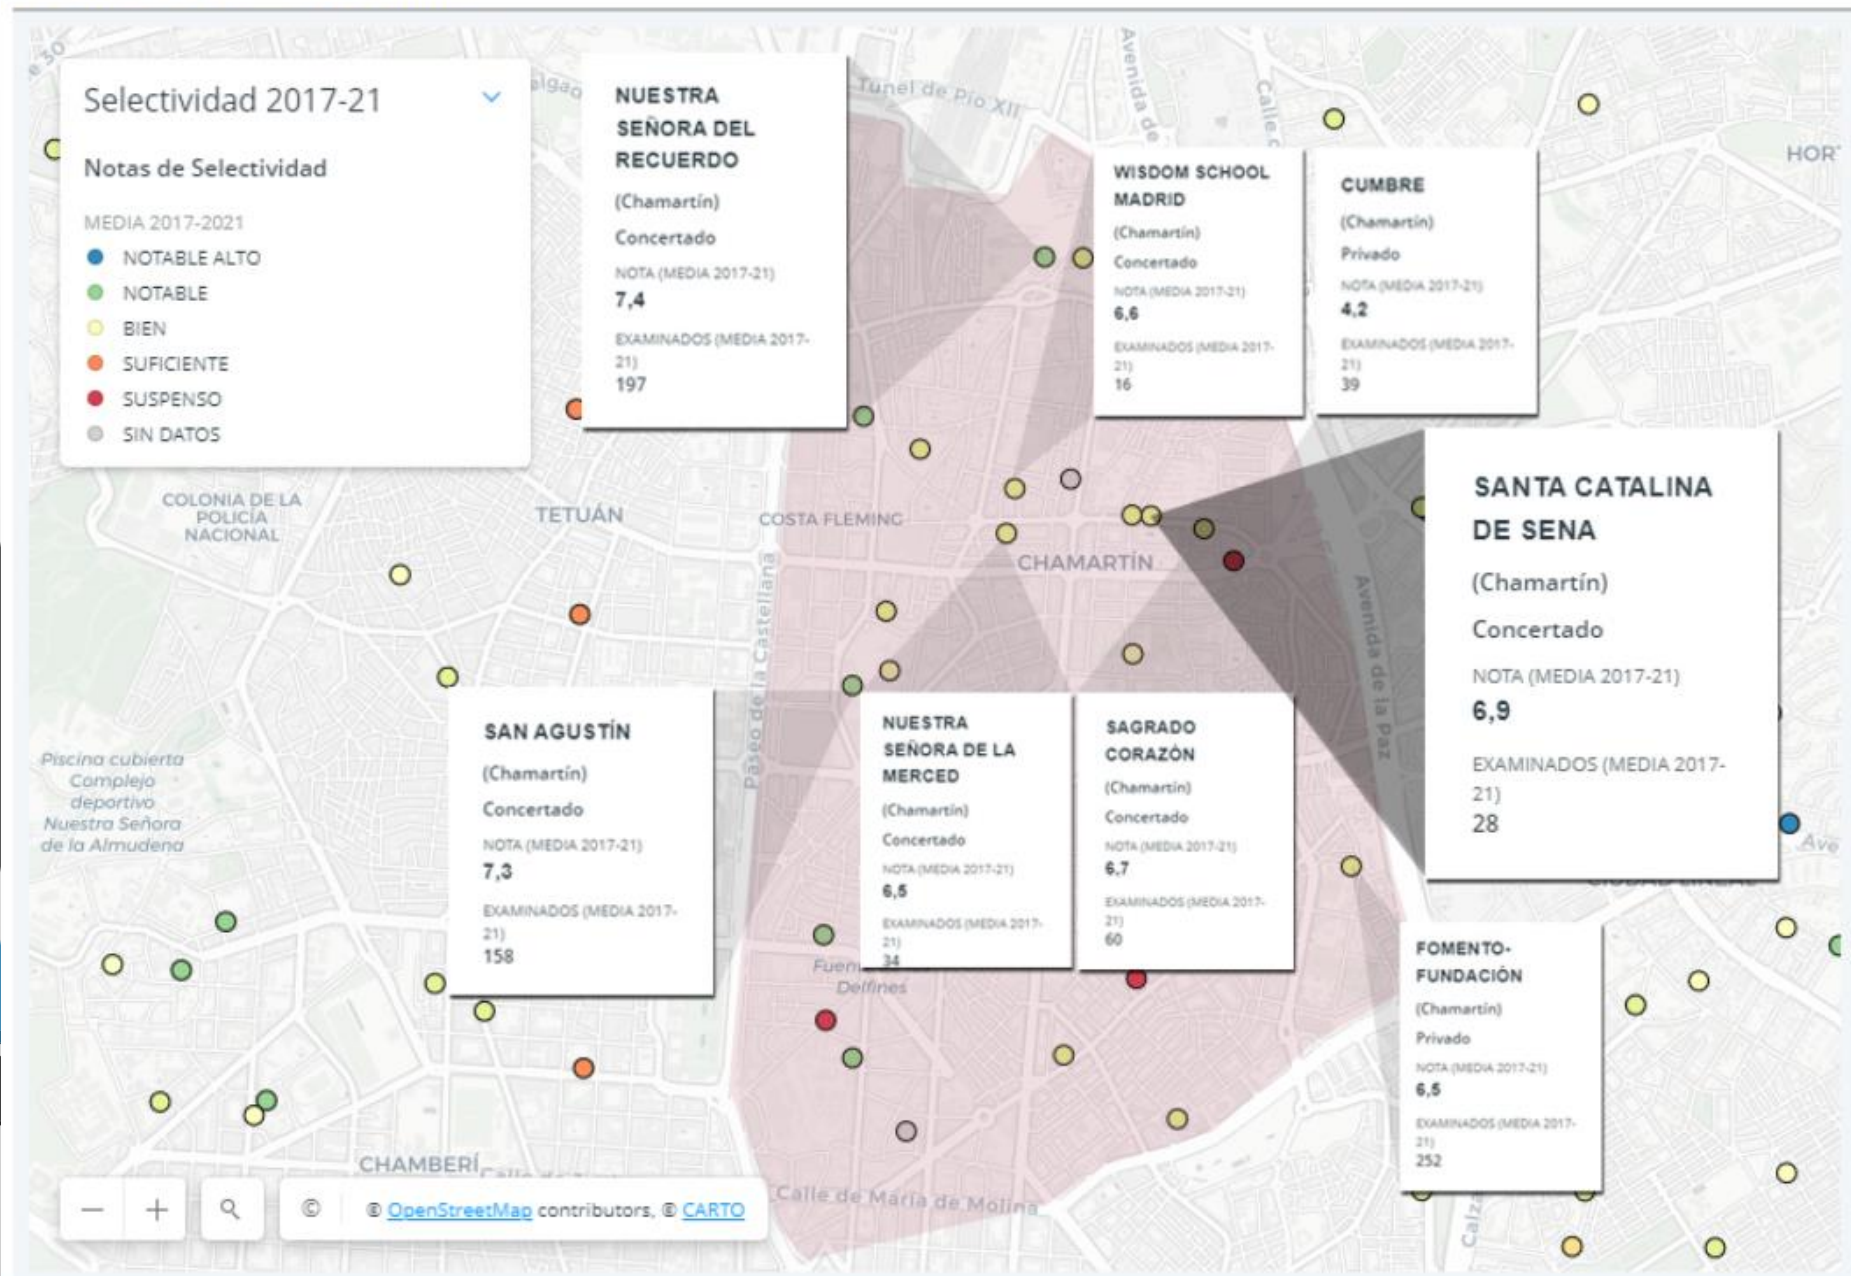 Selectividad 2017-21
Notas de Selectividad
MEDIA 2017-2021
NOTABLE ALTO
NOTABLE
BIEN
SUFICIENTE
SUSPENSO
SIN DATOS
NUESTRA
SEÑORA DEL
RECUERDO
(Chamartín)
Concertado
NOTA (MEDIA 2017-21)
7,4
EXAMINADOS (MEDIA 2017-
21)
197
Tunel de Pío XII
Avenida de
WISDOM SCHOOL
MADRID
(Chamartín)
Concertado
NOTA (MEDIA 2017-21)
6,6
EXAMINADOS (MEDIA 2017-
21)
16
CUMBRE
(Chamartín)
Privado
NOTA (MEDIA 2017-21)
4,2
EXAMINADOS (MEDIA 2017-
21)
39
COLONIA DE LA
POLICÍA
NACIONAL
TETUÁN
COSTA FLEMING
CHAMARTÍN
Paseo de la Castellana
Avenida de la Paz
SANTA CATALINA
DE SENA
(Chamartín)
Concertado
NOTA (MEDIA 2017-21)
6,9
EXAMINADOS (MEDIA 2017-
21)
28
Piscina cubierta
Complejo
deportivo
Nuestra Señora
de la Almudena
SAN AGUSTÍN
(Chamartín)
Concertado
NOTA (MEDIA 2017-21)
7,3
EXAMINADOS (MEDIA 2017-
21)
158
NUESTRA
SEÑORA DE LA
MERCED
(Chamartín)
Concertado
NOTA (MEDIA 2017-21)
6,5
EXAMINADOS (MEDIA 2017-
21)
34
SAGRADO
CORAZÓN
(Chamartín)
Concertado
NOTA (MEDIA 2017-21)
6,7
EXAMINADOS (MEDIA 2017-
21)
60
Delfines
FOMENTO-
FUNDACIÓN
(Chamartín)
Privado
NOTA (MEDIA 2017-21)
6,5
EXAMINADOS (MEDIA 2017-
21)
252
CHAMBERÍ
Calle de María de Molina
© © OpenStreetMap contributors, © CARTO